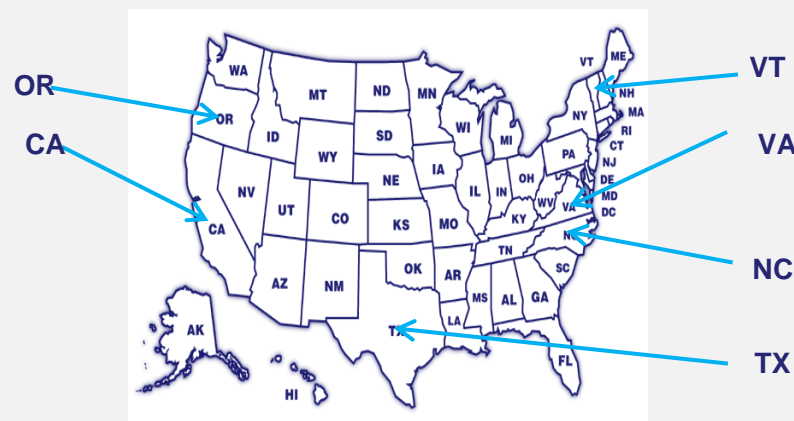 OR
CA
VT
VA
NC
TX
WA
OR
CA
NV
ID
MT
WY
UT
AZ
CO
NM
ND
SD
NE
KS
OK
TX
MN
IA
MO
AR
LA
WI
IL
MI
IN
OH
KY
TN
MS
AL
GA
FL
SC
NC
VA
WV
PA
NY
VT
ME
NH
MA
RI
CT
NJ
DE
MD
DC
AK
HI